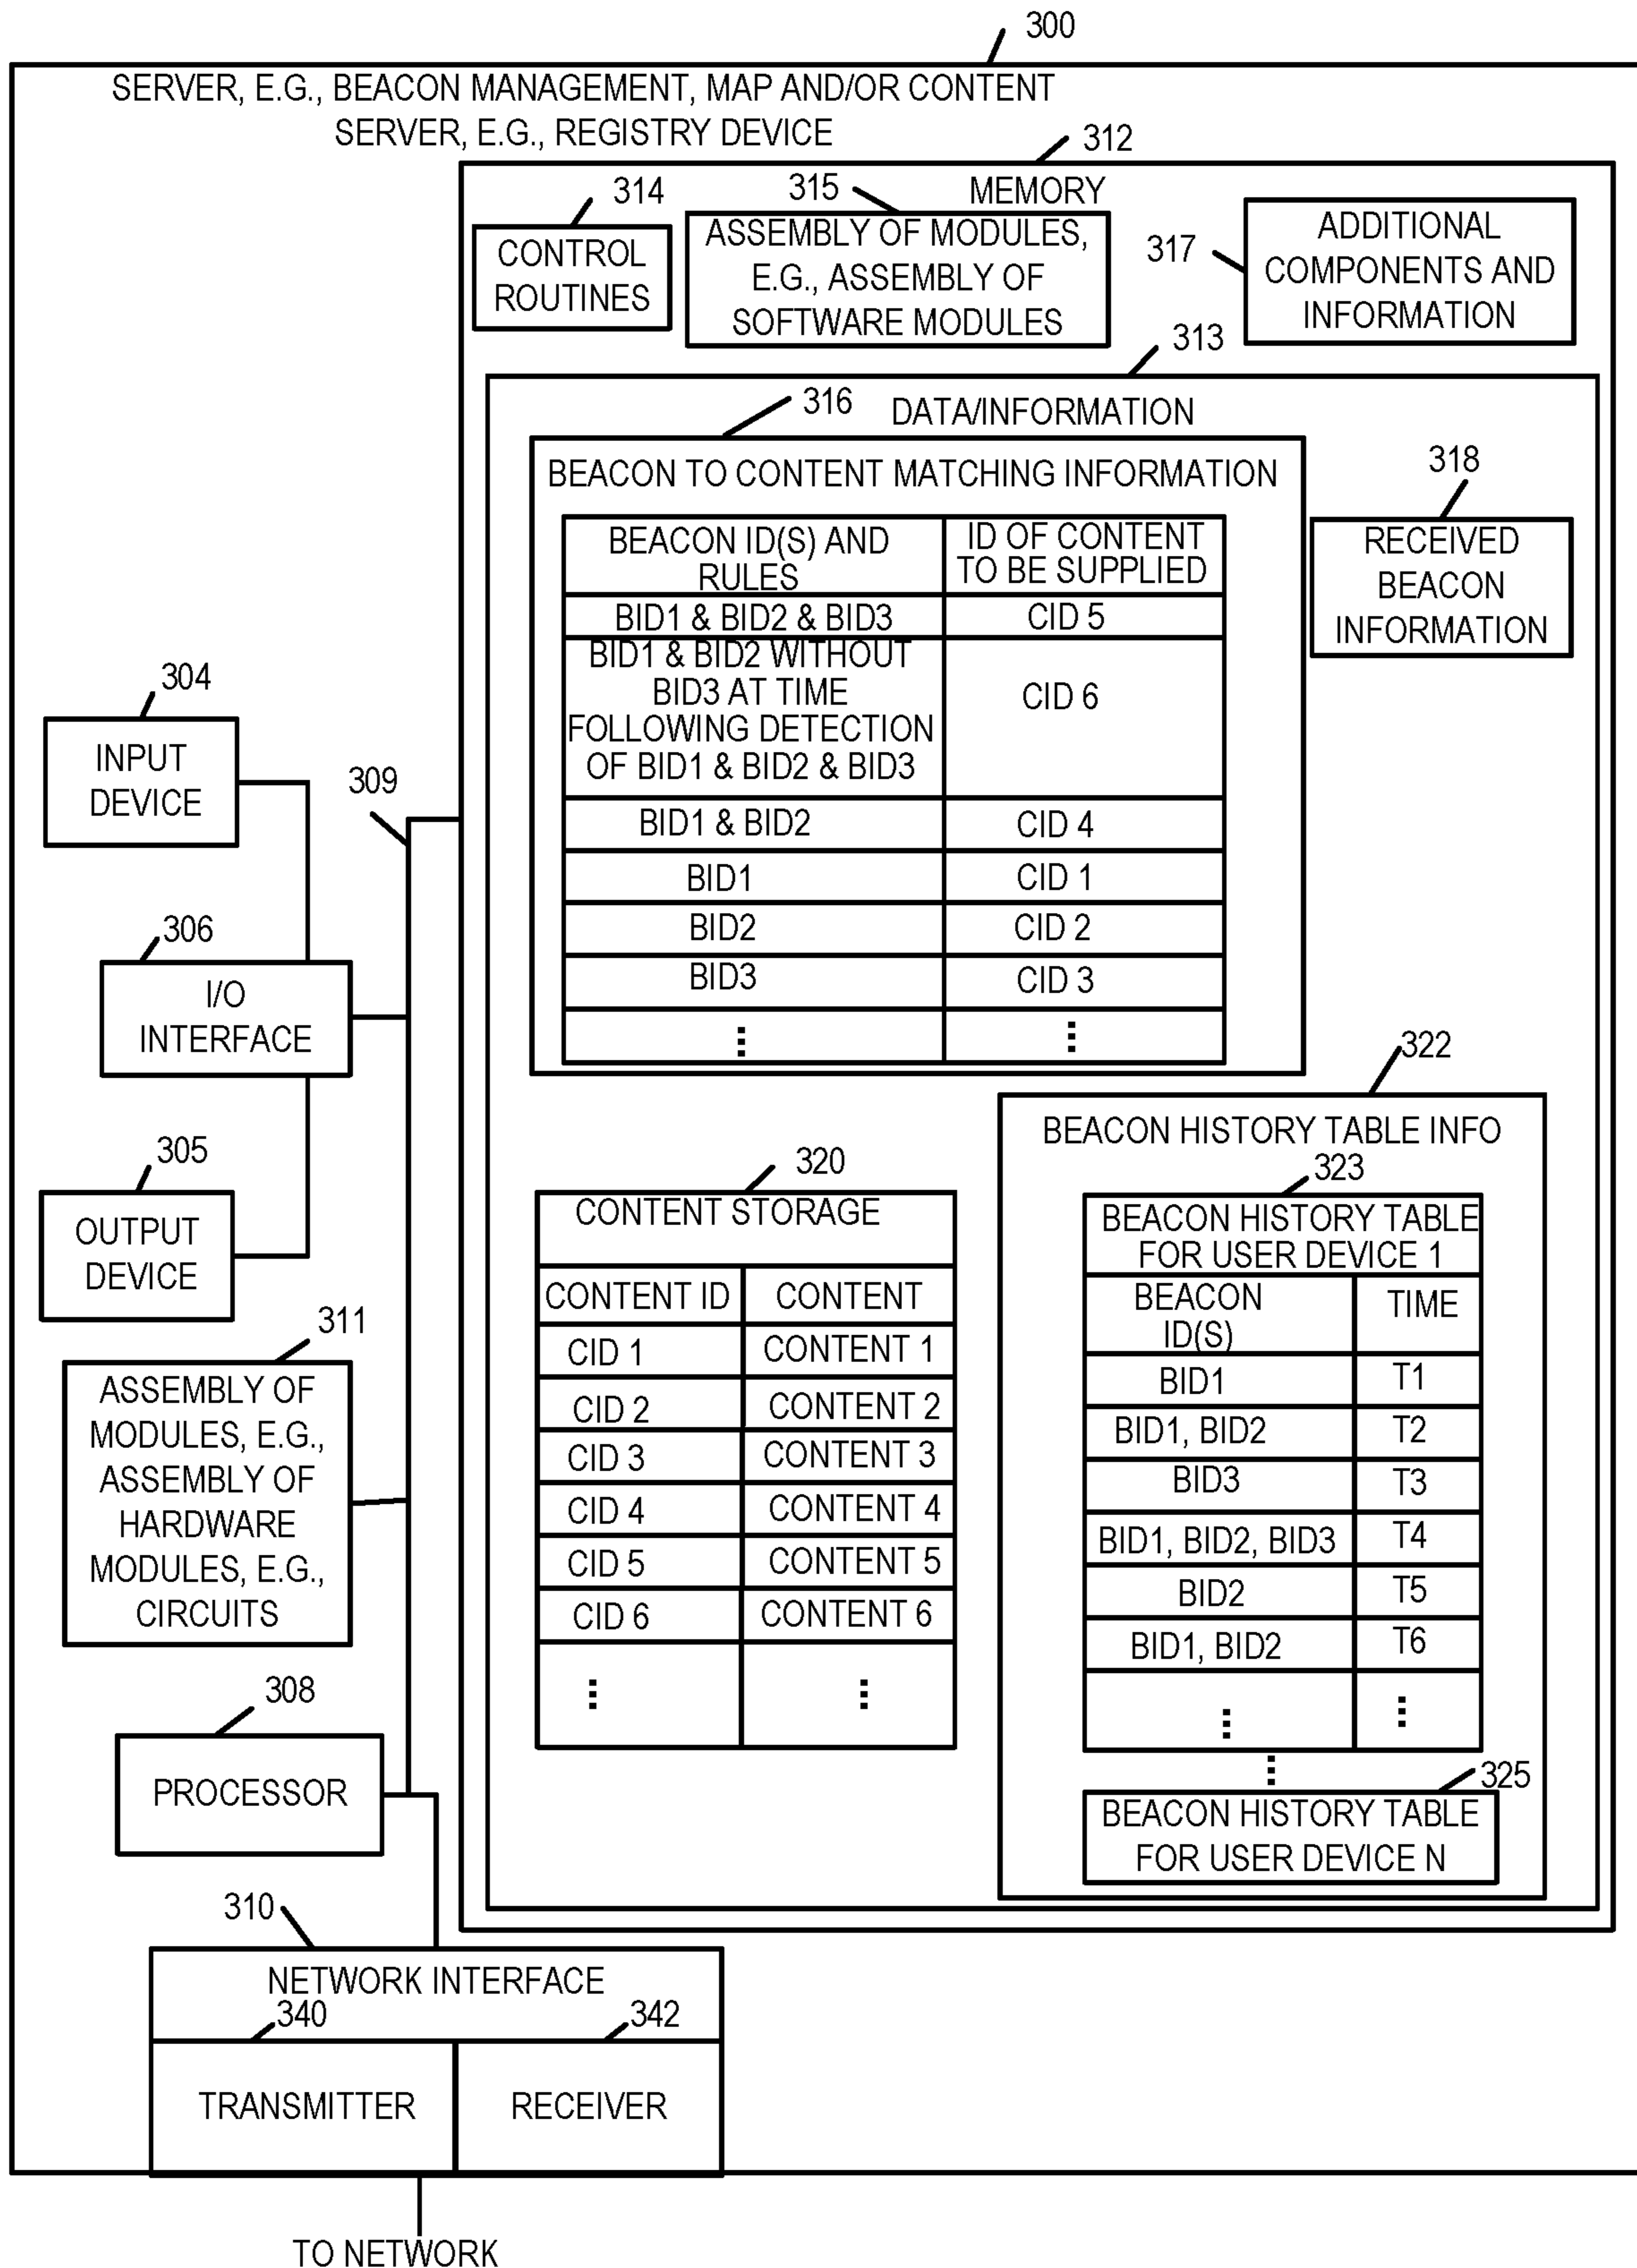 300
SERVER, E.G., BEACON MANAGEMENT, MAP AND/OR CONTENT
SERVER, E.G., REGISTRY DEVICE
312
MEMORY
314
CONTROL
ROUTINES
315
ASSEMBLY OF MODULES,
E.G., ASSEMBLY OF
SOFTWARE MODULES
317
ADDITIONAL
COMPONENTS AND
INFORMATION
313
DATA/INFORMATION
316
BEACON TO CONTENT MATCHING INFORMATION
BEACON ID(S) AND
RULES
ID OF CONTENT
TO BE SUPPLIED
BID1 & BID2 & BID3
CID 5
BID1 & BID2 WITHOUT
BID3 AT TIME
FOLLOWING DETECTION
OF BID1 & BID2 & BID3
CID 6
BID1 & BID2
CID 4
BID1
CID 1
BID2
CID 2
BID3
CID 3
318
RECEIVED
BEACON
INFORMATION
304
INPUT
DEVICE
309
306
I/O
INTERFACE
305
OUTPUT
DEVICE
311
ASSEMBLY OF
MODULES, E.G.,
ASSEMBLY OF
HARDWARE
MODULES, E.G.,
CIRCUITS
308
PROCESSOR
320
CONTENT STORAGE
CONTENT ID
CONTENT
CID 1
CONTENT 1
CID 2
CONTENT 2
CID 3
CONTENT 3
CID 4
CONTENT 4
CID 5
CONTENT 5
CID 6
CONTENT 6
322
BEACON HISTORY TABLE INFO
323
BEACON HISTORY TABLE
FOR USER DEVICE 1
BEACON
ID(S)
TIME
BID1
T1
BID1, BID2
T2
BID3
T3
BID1, BID2, BID3
T4
BID2
T5
BID1, BID2
T6
325
BEACON HISTORY TABLE
FOR USER DEVICE N
310
NETWORK INTERFACE
340
TRANSMITTER
342
RECEIVER
TO NETWORK